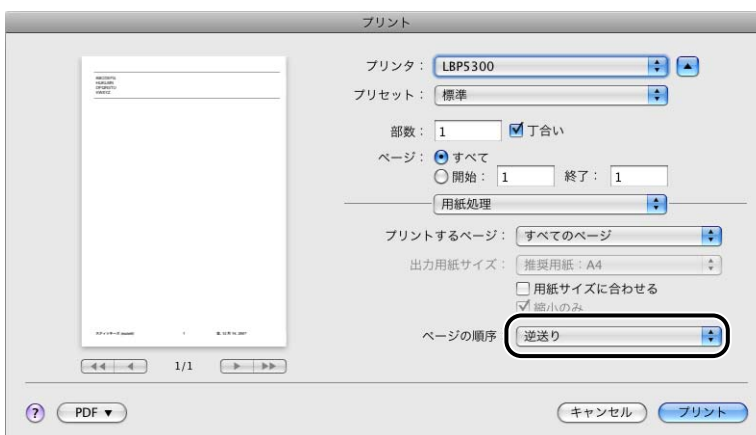 プリント
プリンタ： LBP5300
プリセット： 標準
部数： 1 丁合い
ページ： すべて
開始： 1 終了： 1
用紙処理
プリントするページ： すべてのページ
出力用紙サイズ： 推奨用紙：A4
用紙サイズに合わせる
縮小のみ
ページの順序 逆送り
1/1
? PDF ▼ キャンセル プリント